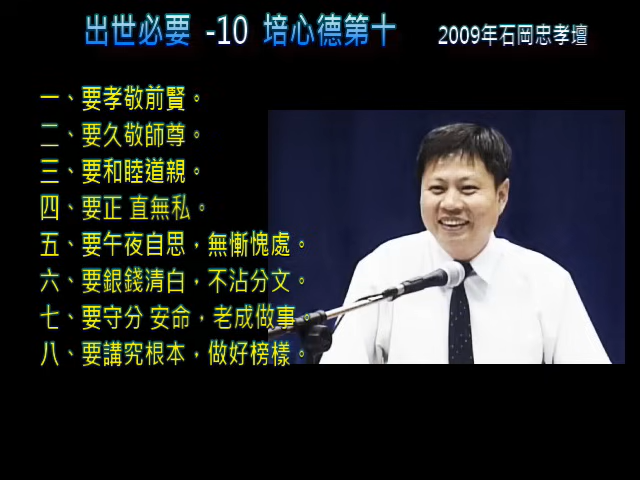 出世必要 -10 培心德第十 2009年石岡忠孝壇
一、要孝敬前賢。
二、要久敬師尊。
三、要和睦道親。
四、要正 直無私。
五、要午夜自思，無慚愧處。
六、要銀錢清白，不沾分文。
七、要守分 安命，老成做事。
八、要講究根本，做好榜樣。